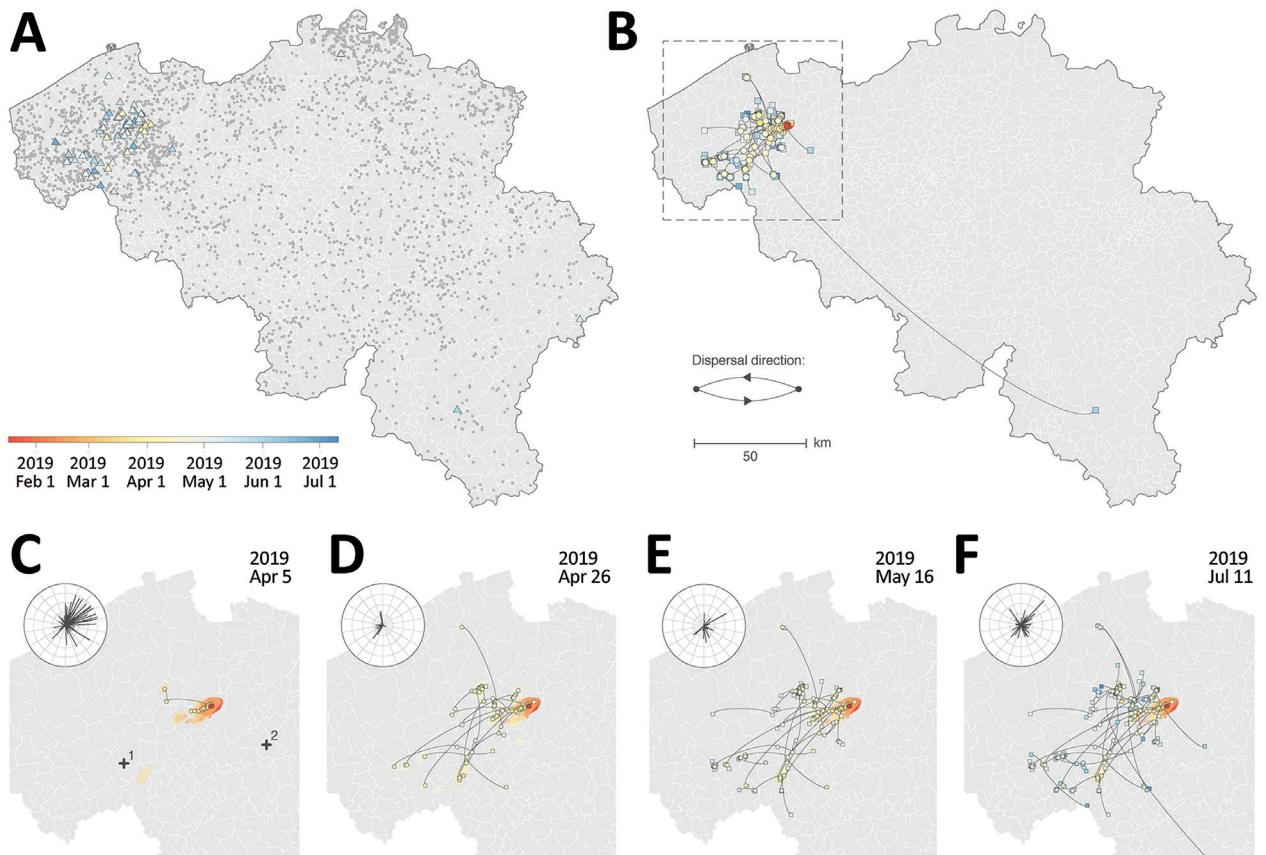 A
B
Dispersal direction:
km
50
2019 2019 2019 2019 2019 2019
Feb 1 Mar 1 Apr 1 May 1 Jun 1 Jul 1
C
2019
Apr 5
1
2
D
2019
Apr 26
E
2019
May 16
F
2019
Jul 11